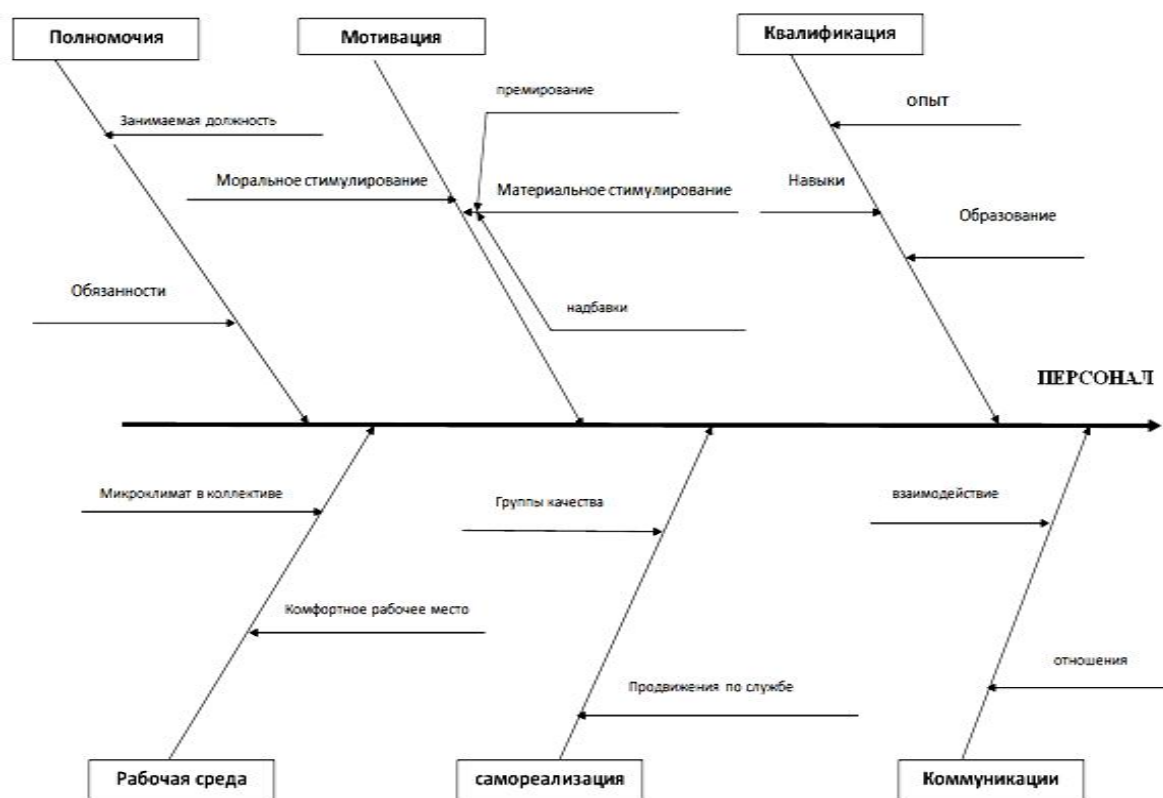 Полномочия
Мотивация
Квалификация
премирование
опыт
Занимаемая должность
Моральное стимулирование
Материальное стимулирование
Навыки
Образование
Обязанности
надбавки
ПЕРСОНАЛ
Микроклимат в коллективе
Группы качества
взаимодействие
Комфортное рабочее место
Продвижения по службе
отношения
Рабочая среда
самореализация
Коммуникации